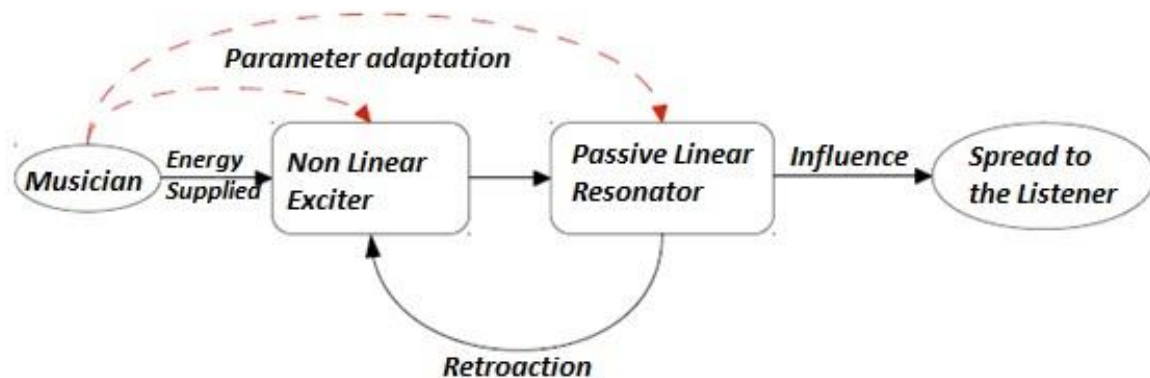 Parameter adaptation
Musician
Energy
Supplied
Non Linear
Exciter
Passive Linear
Resonator
Influence
Spread to
the Listener
Retroaction